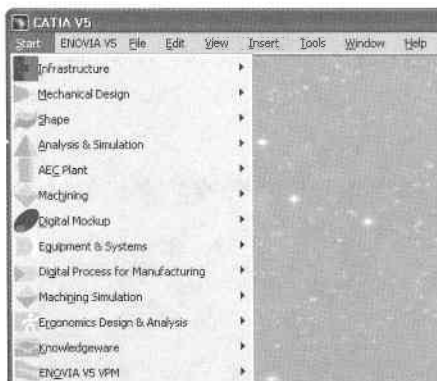 CATIA V5
Start ENOVIA V5 File Edit View Insert Tools Window Help
Infrastructure
Mechanical Design
Shape
Analysis & Simulation
AEC Plant
Machining
Digital Mockup
Equipment & Systems
Digital Process for Manufacturing
Machining Simulation
Ergonomics Design & Analysis
Knowledgeware
ENOVIA V5 VPM